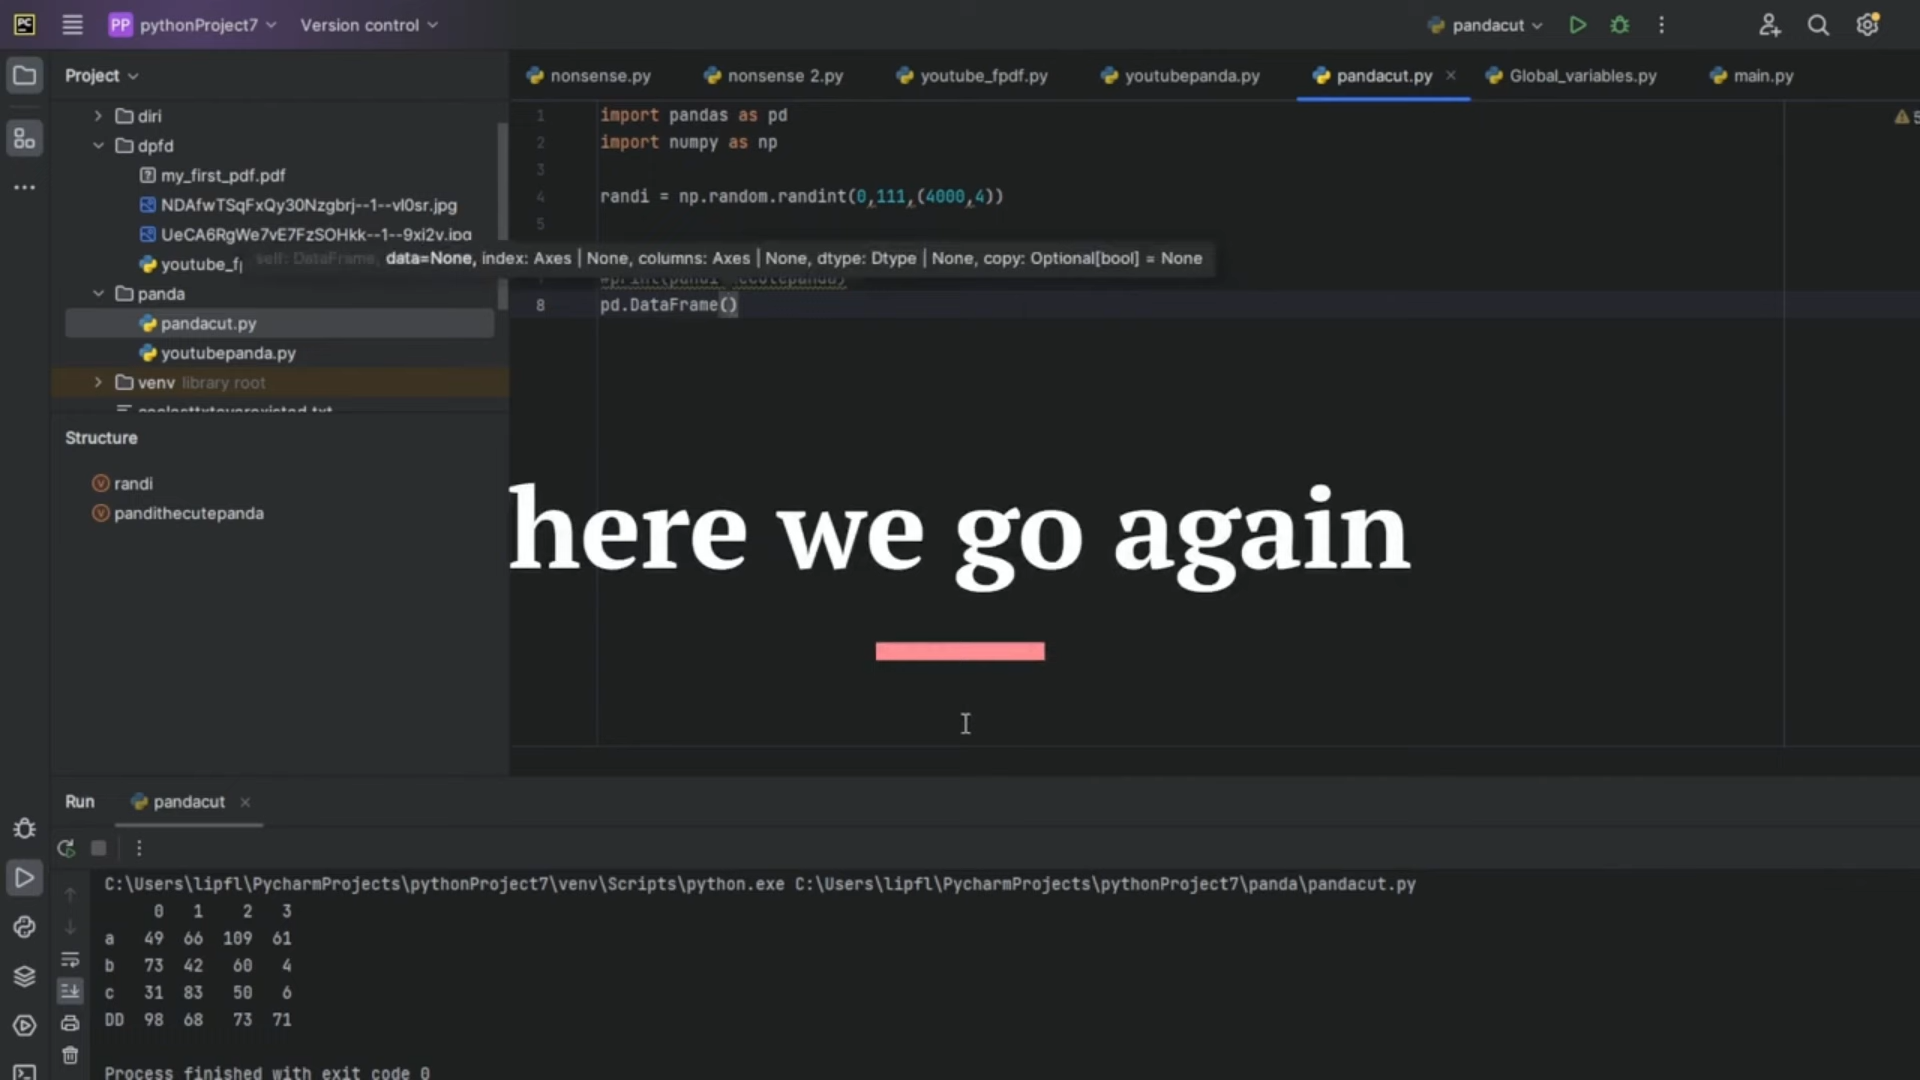 PC
PP pythonProject7 Version control pandacut
Project
nonsense.py nonsense 2.py youtube_fpdf.py youtubepanda.py pandacut.py Global_variables.py main.py
diri
dpfd
my_first_pdf.pdf
NDAfwTSqFxQy30Nzgbrj--1--vl0sr.jpg
UeCA6RgWe7vE7FzSOHkk--1--9xi2v.jpg
youtube_f
panda
pandacut.py
youtubepanda.py
venv library root
coolesttxteverexisted.txt
Structure
randi
pandithecutepanda
1 import pandas as pd
2 import numpy as np
3
4 randi = np.random.randint(0,111,(4000,4))
5
self: DataFrame, data=None, index: Axes | None, columns: Axes | None, dtype: Dtype | None, copy: Optional[bool] = None
8 pd.DataFrame()
here we go again
Run pandacut
C:\Users\lipfl\PycharmProjects\pythonProject7\venv\Scripts\python.exe C:\Users\lipfl\PycharmProjects\pythonProject7\panda\pandacut.py
0 1 2 3
a 49 66 109 61
b 73 42 60 4
c 31 83 50 6
DD 98 68 73 71
Process finished with exit code 0